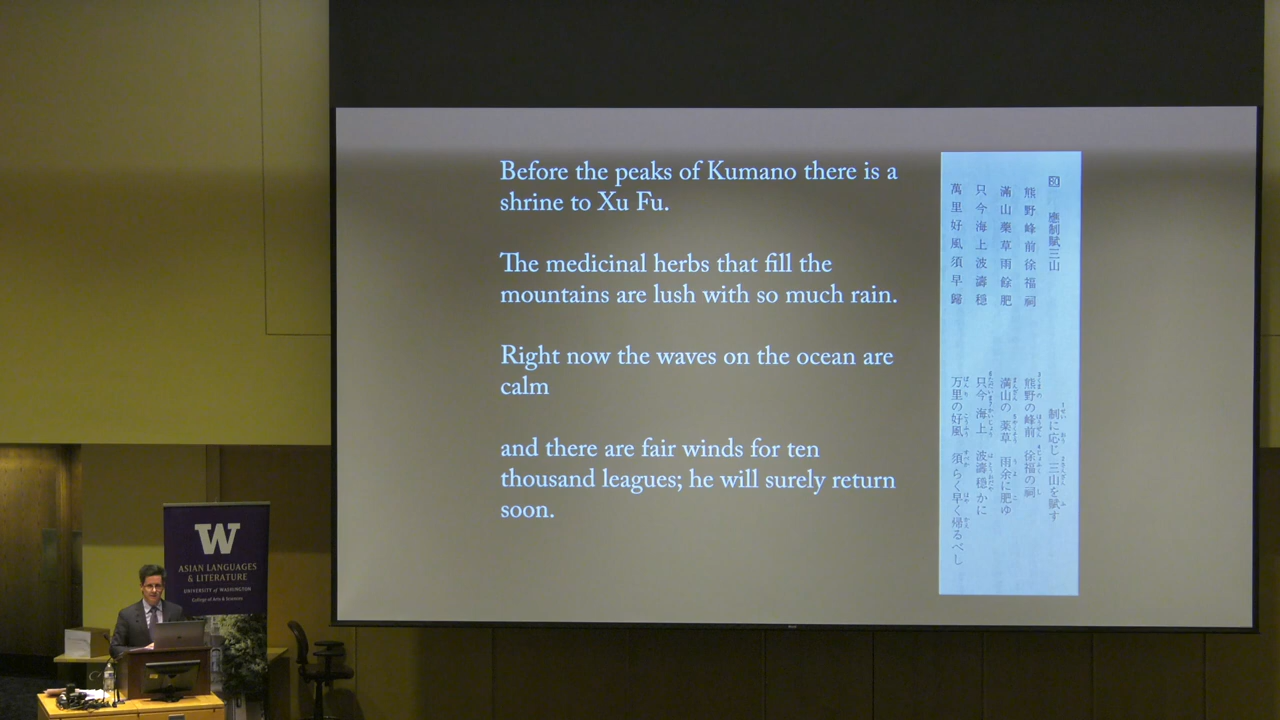 Before the peaks of Kumano there is a
shrine to Xu Fu.
The medicinal herbs that fill the
mountains are lush with so much rain.
Right now the waves on the ocean are
calm
and there are fair winds for ten
thousand leagues; he will surely return
soon.
80 應制賦三山
熊野峰前徐福祠
滿山藥草雨餘肥
只今海上波濤穩
萬里好風須早歸
制に応じ 三山を賦す
熊野の峰前 徐福の祠
満山の薬草 雨余に肥ゆ
只今海上 波濤穏かに
万里の好風 須らく早く帰るべし
W
ASIAN LANGUAGES
& LITERATURE
UNIVERSITY of WASHINGTON
College of Arts & Sciences